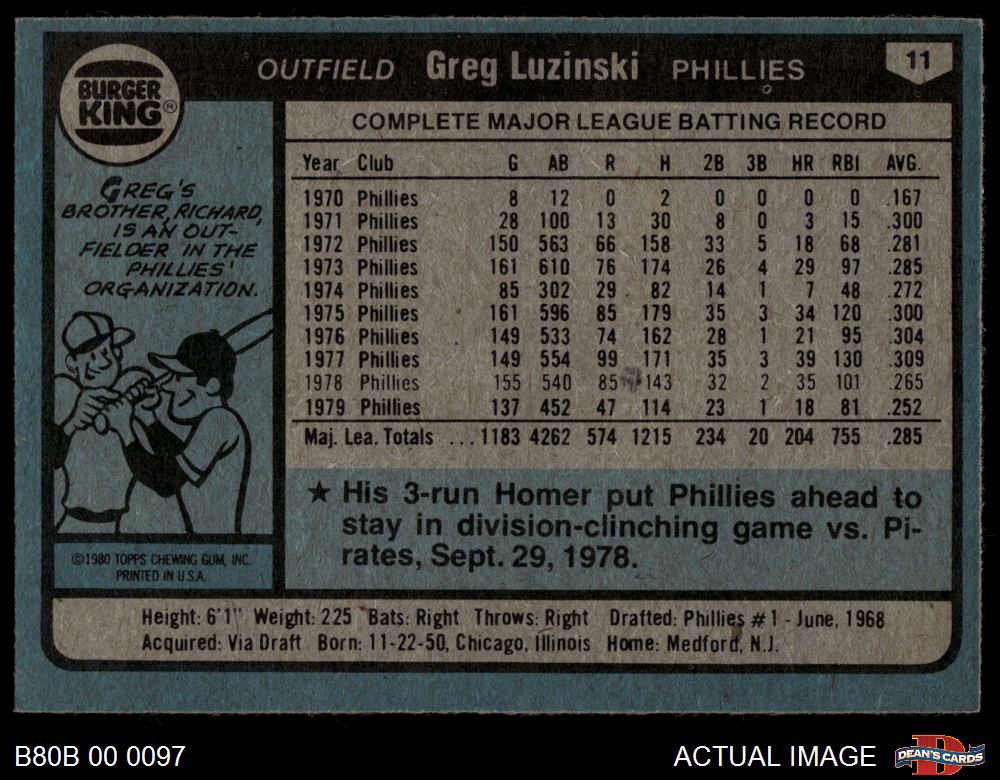 BURGER
KING®
OUTFIELD Greg Luzinski PHILLIES 11
GREG'S
BROTHER, RICHARD,
IS AN OUT-
FIELDER IN THE
PHILLIES'
ORGANIZATION.
©1980 TOPPS CHEWING GUM, INC.
PRINTED IN U.S.A.
COMPLETE MAJOR LEAGUE BATTING RECORD
Year Club G AB R H 2B 3B HR RBI AVG.
1970 Phillies 8 12 0 2 0 0 0 0 .167
1971 Phillies 28 100 13 30 8 0 3 15 .300
1972 Phillies 150 563 66 158 33 5 18 68 .281
1973 Phillies 161 610 76 174 26 4 29 97 .285
1974 Phillies 85 302 29 82 14 1 7 48 .272
1975 Phillies 161 596 85 179 35 3 34 120 .300
1976 Phillies 149 533 74 162 28 1 21 95 .304
1977 Phillies 149 554 99 171 35 3 39 130 .309
1978 Phillies 155 540 85 143 32 2 35 101 .265
1979 Phillies 137 452 47 114 23 1 18 81 .252
Maj. Lea. Totals ... 1183 4262 574 1215 234 20 204 755 .285
★ His 3-run Homer put Phillies ahead to
stay in division-clinching game vs. Pi-
rates, Sept. 29, 1978.
Height: 6'1" Weight: 225 Bats: Right Throws: Right Drafted: Phillies #1 - June, 1968
Acquired: Via Draft Born: 11-22-50, Chicago, Illinois Home: Medford, N.J.
B80B 00 0097 ACTUAL IMAGE
DEAN'S CARDS